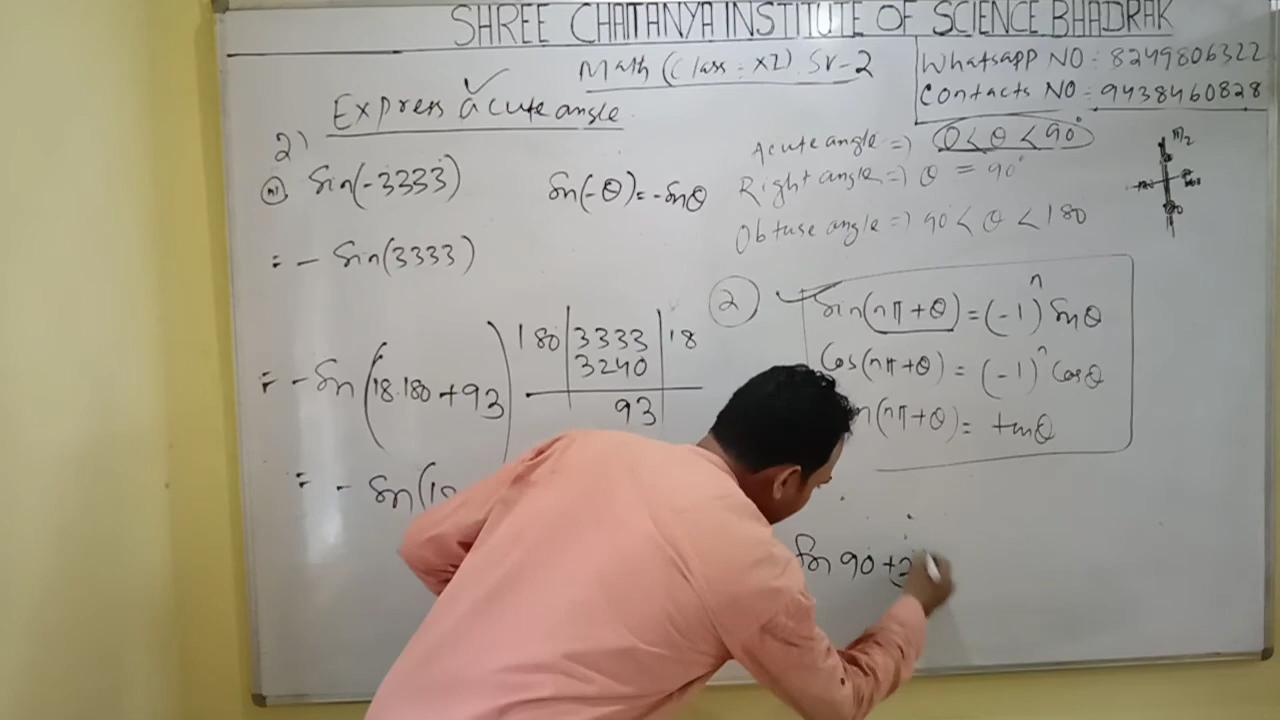 SHREE CHAITANYA INSTITUTE OF SCIENCE BHADRAK
Math (Class: XI) Sr-2
Whatsapp NO: 8249806322
Contacts NO: 9438460828
Express acute angle
2)
Sin(-3333)
Sin(-θ) = -Sinθ
= - Sin(3333)
= - Sin(18.180+93)
180|3333|18
3240
93
= - Sin(18
Acute angle => 0<θ<90°
Right angle => θ = 90°
Obtuse angle => 90<θ<180
π/2
2
Sin(nπ+θ) = (-1)^n Sinθ
Cos(nπ+θ) = (-1)^n Cosθ
n(nπ+θ) = tanθ
Sin 90+3